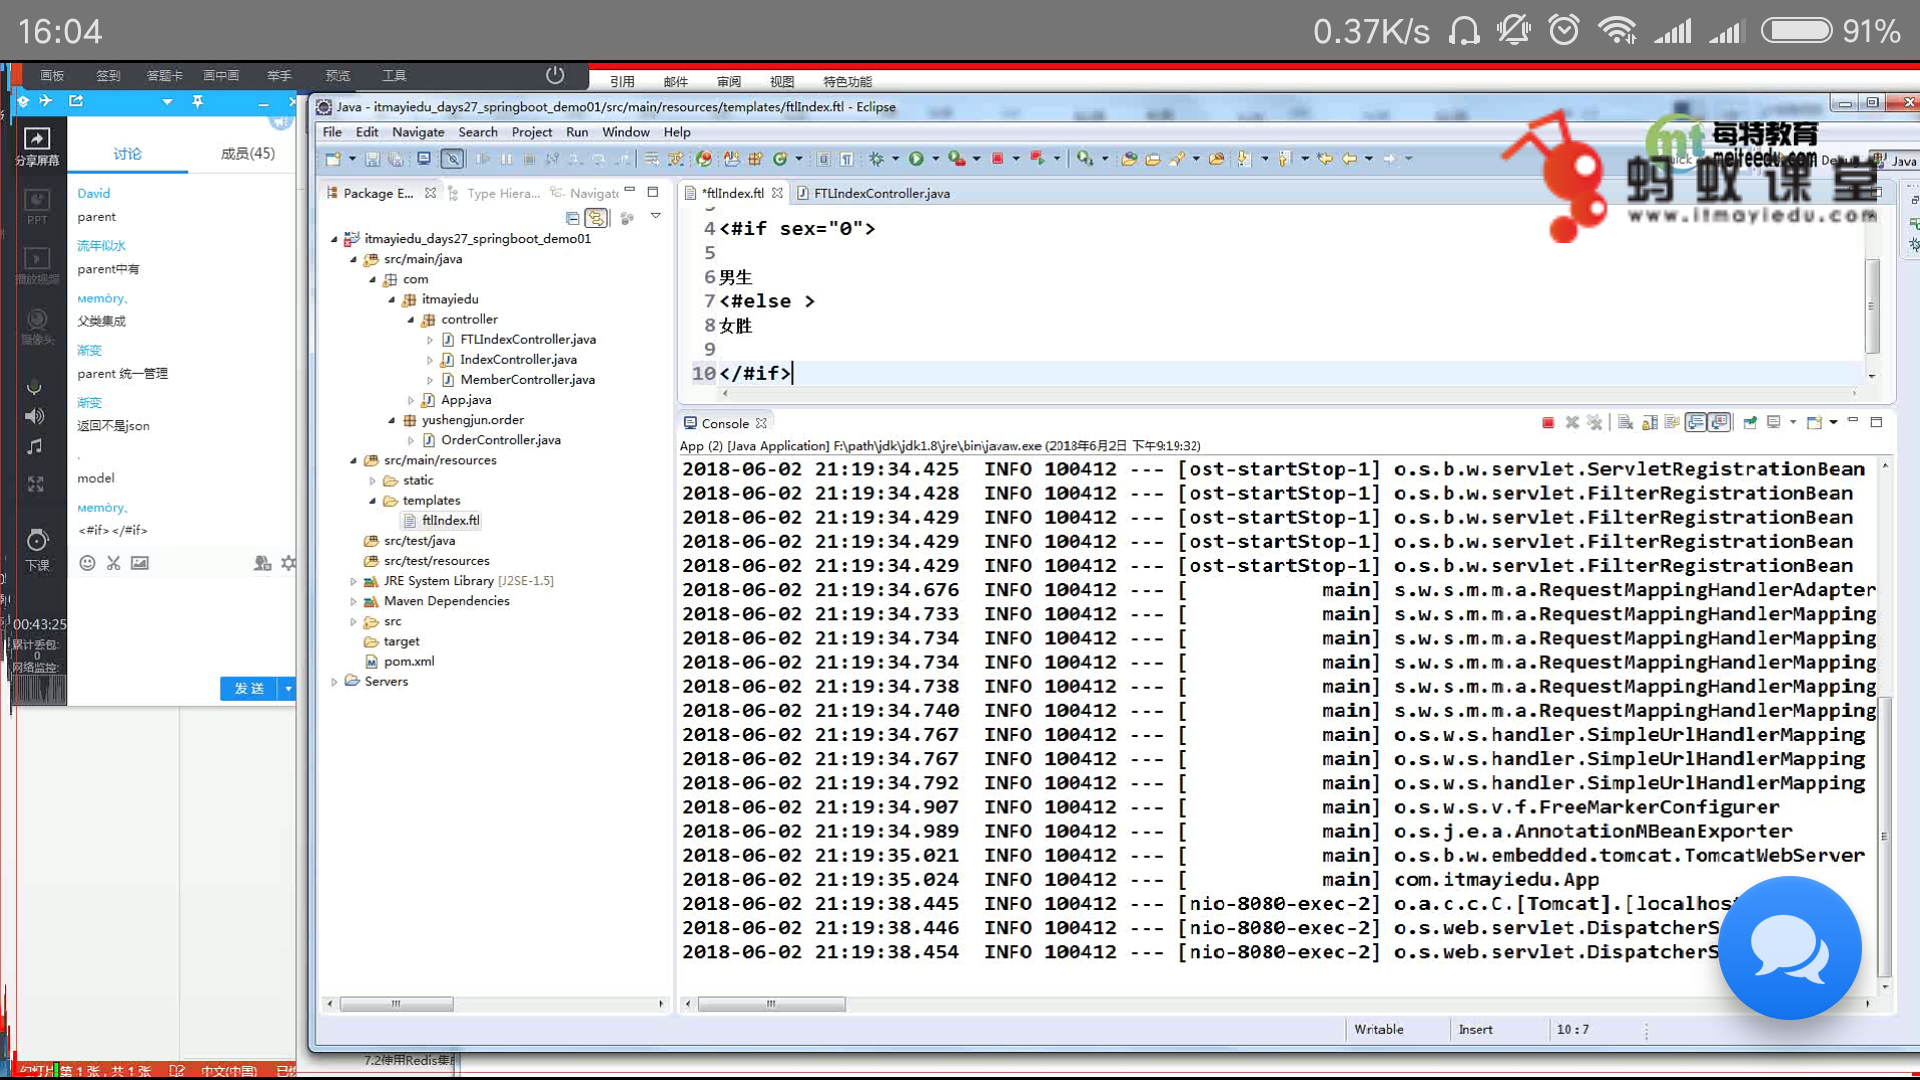 16:04
0.37K/s
91%
画板 签到 答题卡 画中画 举手 预览 工具
引用 邮件 审阅 视图 特色功能
Java - itmayiedu_days27_springboot_demo01/src/main/resources/templates/ftlIndex.ftl - Eclipse
File Edit Navigate Search Project Run Window Help
每特教育
meiteedu.com
蚂蚁课堂
www.itmayiedu.com
Java
分享屏幕
PPT
播放视频
摄像头
下课
00:43:25
累计丢包:
0
网络监控:
讨论 成员(45)
David
parent
流年似水
parent中有
мemòry、
父类集成
渐变
parent 统一管理
渐变
返回不是json
.
model
мemòry、
<#if> </#if>
发送
Package E... Type Hiera... Navigato
itmayiedu_days27_springboot_demo01
src/main/java
com
itmayiedu
controller
FTLIndexController.java
IndexController.java
MemberController.java
App.java
yushengjun.order
OrderController.java
src/main/resources
static
templates
ftlIndex.ftl
src/test/java
src/test/resources
JRE System Library [J2SE-1.5]
Maven Dependencies
src
target
pom.xml
Servers
*ftlIndex.ftl FTLIndexController.java
4 <#if sex="0">
5
6 男生
7 <#else >
8 女胜
9
10 </#if>
Console
App (2) [Java Application] F:\path\jdk\jdk1.8\jre\bin\javaw.exe (2018年6月2日 下午9:19:32)
2018-06-02 21:19:34.425 INFO 100412 --- [ost-startStop-1] o.s.b.w.servlet.ServletRegistrationBean
2018-06-02 21:19:34.428 INFO 100412 --- [ost-startStop-1] o.s.b.w.servlet.FilterRegistrationBean
2018-06-02 21:19:34.429 INFO 100412 --- [ost-startStop-1] o.s.b.w.servlet.FilterRegistrationBean
2018-06-02 21:19:34.429 INFO 100412 --- [ost-startStop-1] o.s.b.w.servlet.FilterRegistrationBean
2018-06-02 21:19:34.429 INFO 100412 --- [ost-startStop-1] o.s.b.w.servlet.FilterRegistrationBean
2018-06-02 21:19:34.676 INFO 100412 --- [ main] s.w.s.m.m.a.RequestMappingHandlerAdapter
2018-06-02 21:19:34.733 INFO 100412 --- [ main] s.w.s.m.m.a.RequestMappingHandlerMapping
2018-06-02 21:19:34.734 INFO 100412 --- [ main] s.w.s.m.m.a.RequestMappingHandlerMapping
2018-06-02 21:19:34.734 INFO 100412 --- [ main] s.w.s.m.m.a.RequestMappingHandlerMapping
2018-06-02 21:19:34.738 INFO 100412 --- [ main] s.w.s.m.m.a.RequestMappingHandlerMapping
2018-06-02 21:19:34.740 INFO 100412 --- [ main] s.w.s.m.m.a.RequestMappingHandlerMapping
2018-06-02 21:19:34.767 INFO 100412 --- [ main] o.s.w.s.handler.SimpleUrlHandlerMapping
2018-06-02 21:19:34.767 INFO 100412 --- [ main] o.s.w.s.handler.SimpleUrlHandlerMapping
2018-06-02 21:19:34.792 INFO 100412 --- [ main] o.s.w.s.handler.SimpleUrlHandlerMapping
2018-06-02 21:19:34.907 INFO 100412 --- [ main] o.s.w.s.v.f.FreeMarkerConfigurer
2018-06-02 21:19:34.989 INFO 100412 --- [ main] o.s.j.e.a.AnnotationMBeanExporter
2018-06-02 21:19:35.021 INFO 100412 --- [ main] o.s.b.w.embedded.tomcat.TomcatWebServer
2018-06-02 21:19:35.024 INFO 100412 --- [ main] com.itmayiedu.App
2018-06-02 21:19:38.445 INFO 100412 --- [nio-8080-exec-2] o.a.c.c.C.[Tomcat].[localhos
2018-06-02 21:19:38.446 INFO 100412 --- [nio-8080-exec-2] o.s.web.servlet.DispatcherS
2018-06-02 21:19:38.454 INFO 100412 --- [nio-8080-exec-2] o.s.web.servlet.DispatcherS
Writable Insert 10 : 7
7.2使用Redis集
幻灯片 第 1 张，共 1 张 中文(中国)